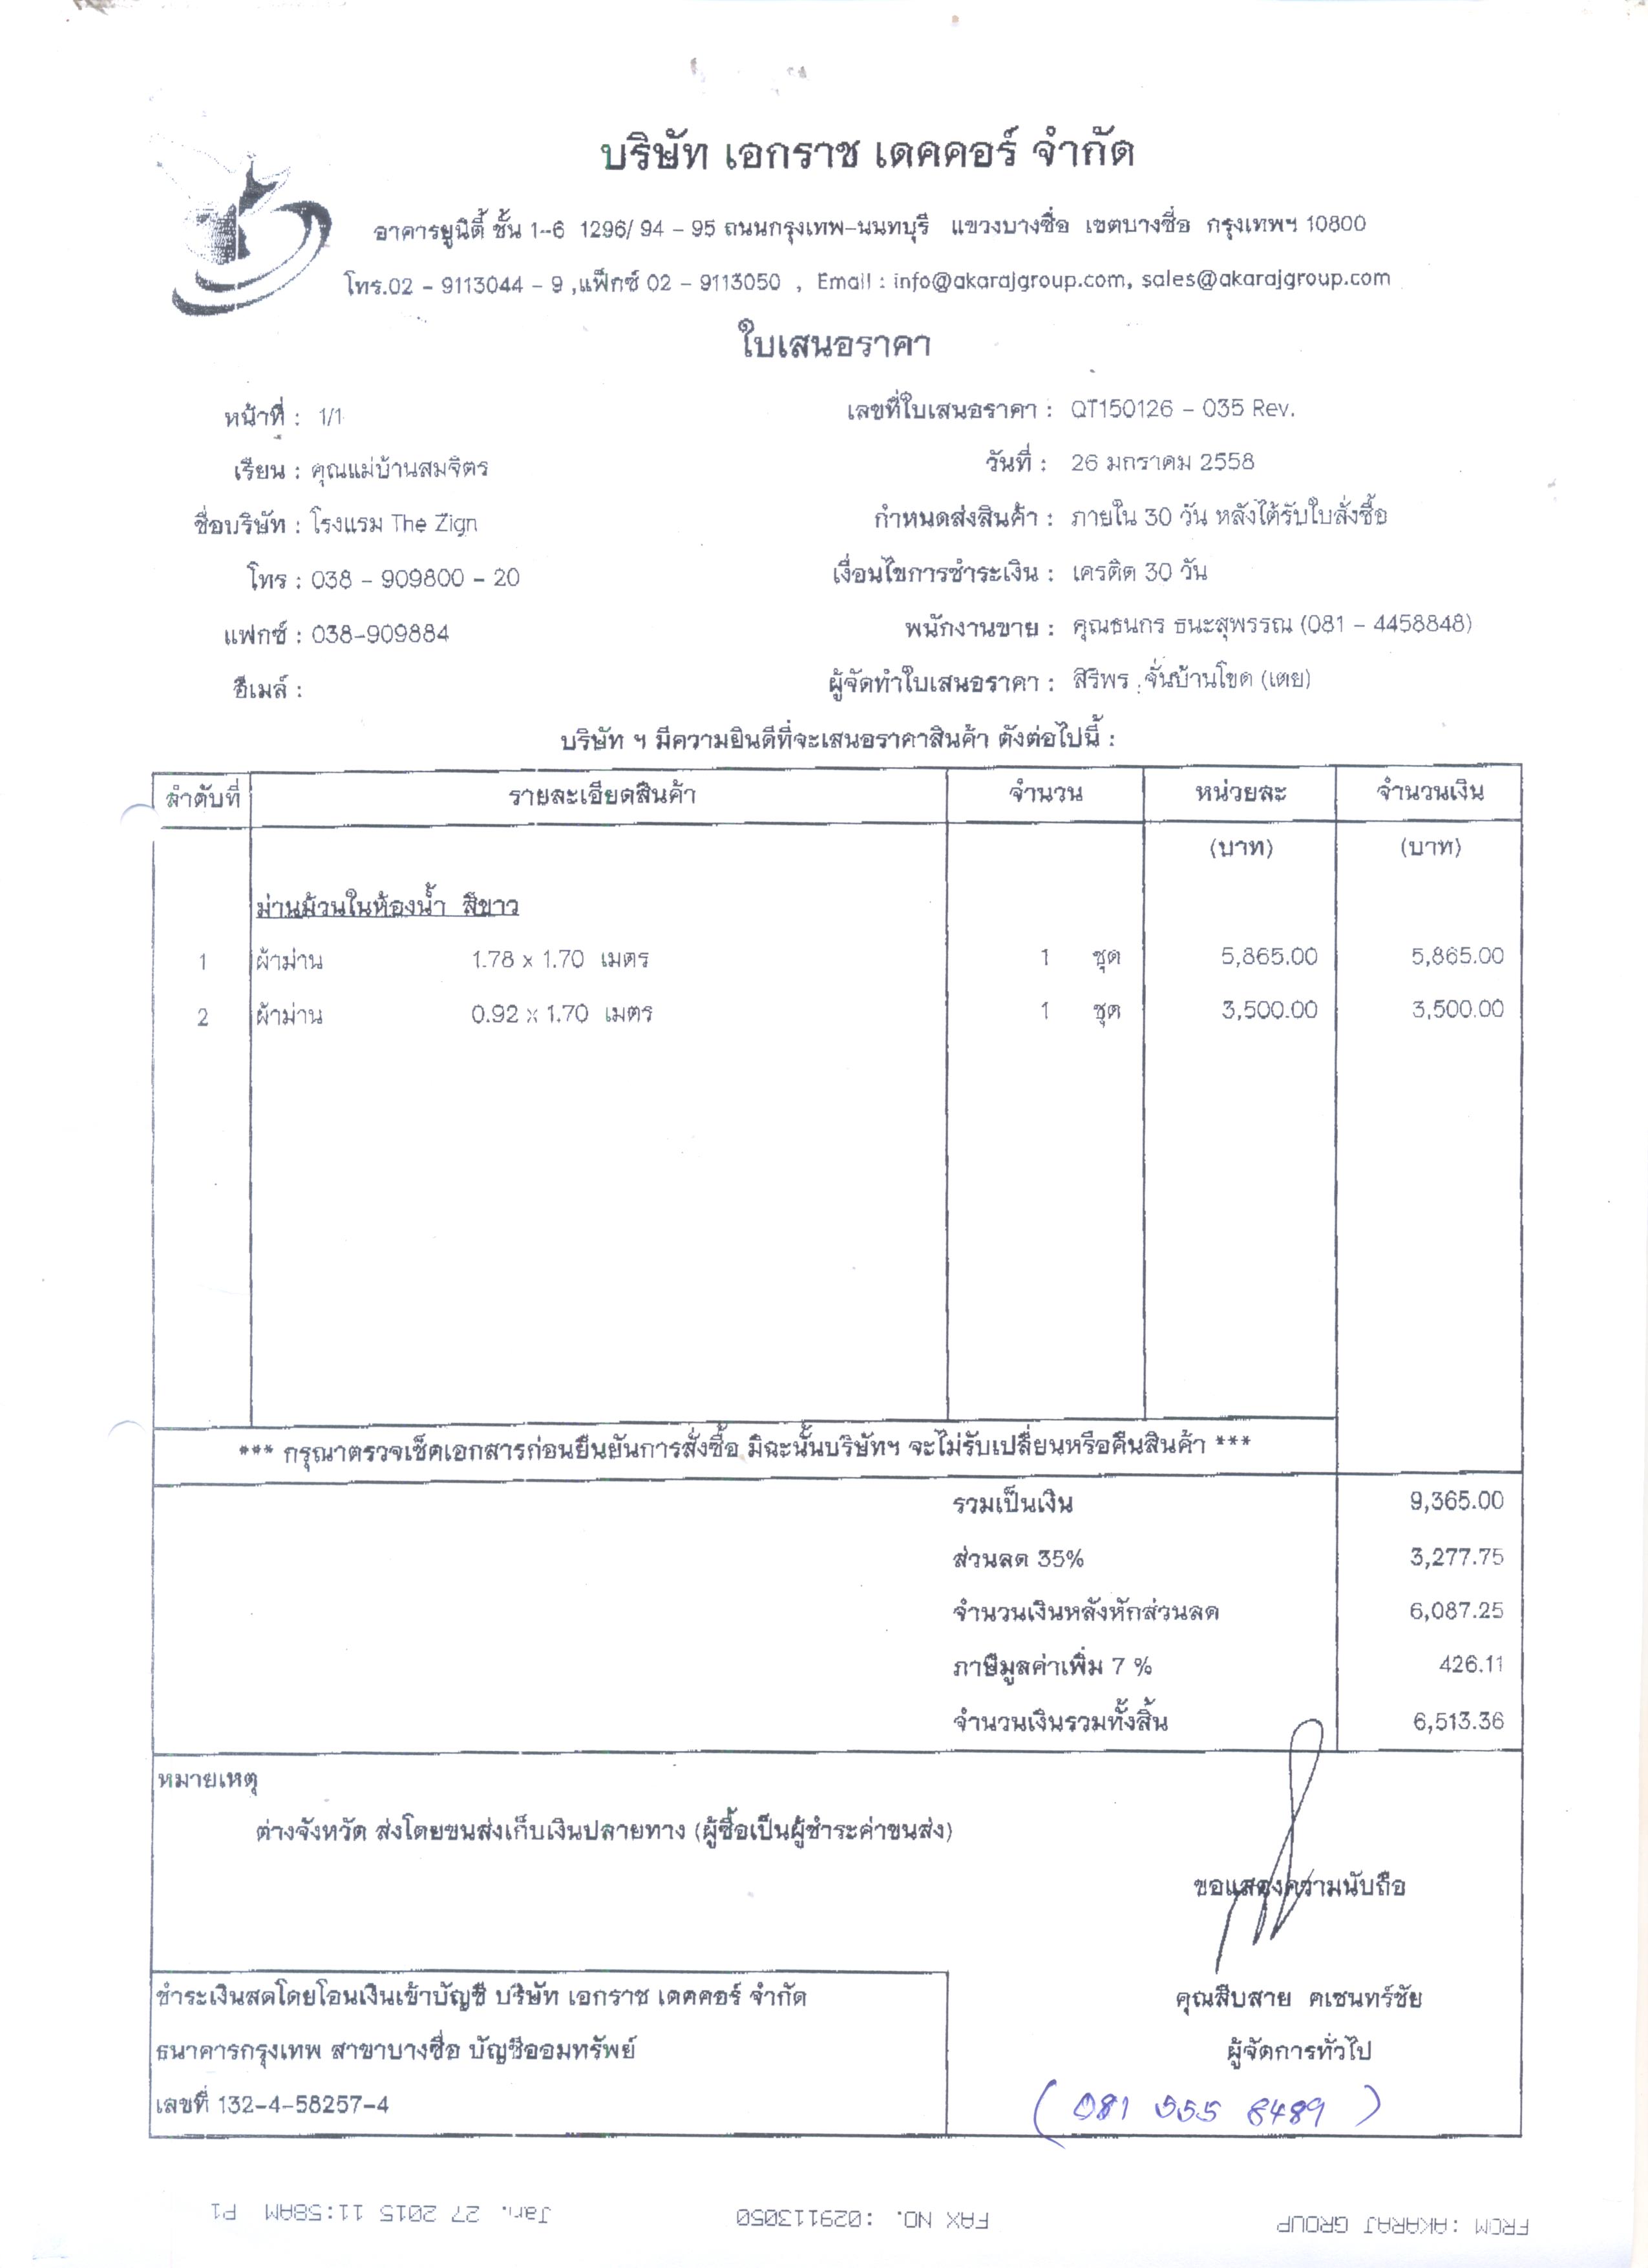 บริษัท เอกราช เดคคอร์ จำกัด
อาคารยูนิตี้ ชั้น 1-6 1296/ 94 - 95 ถนนกรุงเทพ-นนทบุรี แขวงบางซื่อ เขตบางซื่อ กรุงเทพฯ 10800
โทร.02 - 9113044 - 9 ,แฟ็กซ์ 02 - 9113050 , Email : info@akarajgroup.com, sales@akarajgroup.com
ใบเสนอราคา
หน้าที่ : 1/1 เลขที่ใบเสนอราคา : QT150126 - 035 Rev.
เรียน : คุณแม่บ้านสมจิตร วันที่ : 26 มกราคม 2558
ชื่อบริษัท : โรงแรม The Zign กำหนดส่งสินค้า : ภายใน 30 วัน หลังได้รับใบสั่งซื้อ
โทร : 038 - 909800 - 20 เงื่อนไขการชำระเงิน : เครดิต 30 วัน
แฟกซ์ : 038-909884 พนักงานขาย : คุณธนกร ธนะสุพรรณ (081 - 4458848)
อีเมล์ : ผู้จัดทำใบเสนอราคา : สิริพร จั่นบ้านโขด (เตย)
บริษัท ฯ มีความยินดีที่จะเสนอราคาสินค้า ดังต่อไปนี้ :
ลำดับที่ รายละเอียดสินค้า จำนวน หน่วยละ จำนวนเงิน
(บาท) (บาท)
ม่านม้วนในห้องน้ำ สีขาว
1 ผ้าม่าน 1.78 x 1.70 เมตร 1 ชุด 5,865.00 5,865.00
2 ผ้าม่าน 0.92 x 1.70 เมตร 1 ชุด 3,500.00 3,500.00
*** กรุณาตรวจเช็คเอกสารก่อนยืนยันการสั่งซื้อ มิฉะนั้นบริษัทฯ จะไม่รับเปลี่ยนหรือคืนสินค้า ***
รวมเป็นเงิน 9,365.00
ส่วนลด 35% 3,277.75
จำนวนเงินหลังหักส่วนลด 6,087.25
ภาษีมูลค่าเพิ่ม 7 % 426.11
จำนวนเงินรวมทั้งสิ้น 6,513.36
หมายเหตุ
ต่างจังหวัด ส่งโดยขนส่งเก็บเงินปลายทาง (ผู้ซื้อเป็นผู้ชำระค่าขนส่ง)
ขอแสดงความนับถือ
ชำระเงินสดโดยโอนเงินเข้าบัญชี บริษัท เอกราช เดคคอร์ จำกัด คุณสืบสาย คเชนทร์ชัย
ธนาคารกรุงเทพ สาขาบางซื่อ บัญชีออมทรัพย์ ผู้จัดการทั่วไป
เลขที่ 132-4-58257-4 (081 555 8489)
FROM :AKARAJ GROUP FAX NO. :029113050 Jan. 27 2015 11:58AM P1